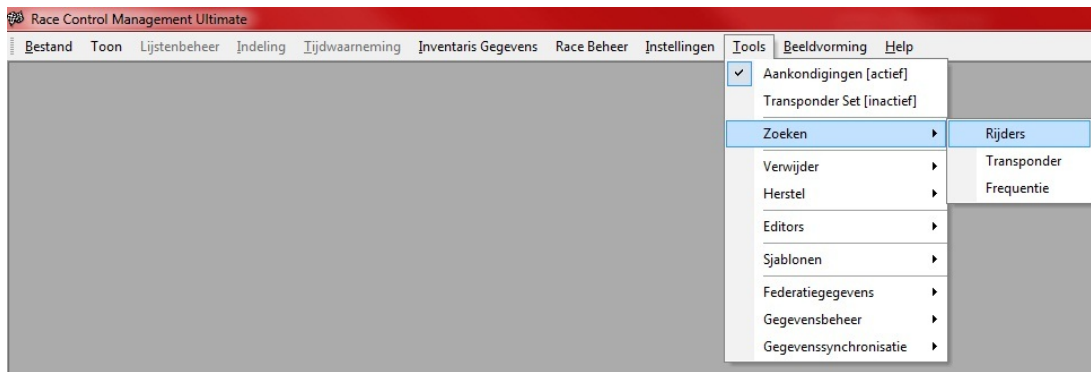 Race Control Management Ultimate
Bestand Toon Lijstenbeheer Indeling Tijdwaarneming Inventaris Gegevens Race Beheer Instellingen Tools Beeldvorming Help
Aankondigingen [actief]
Transponder Set [inactief]
Zoeken
Rijders
Transponder
Frequentie
Verwijder
Herstel
Editors
Sjablonen
Federatiegegevens
Gegevensbeheer
Gegevenssynchronisatie